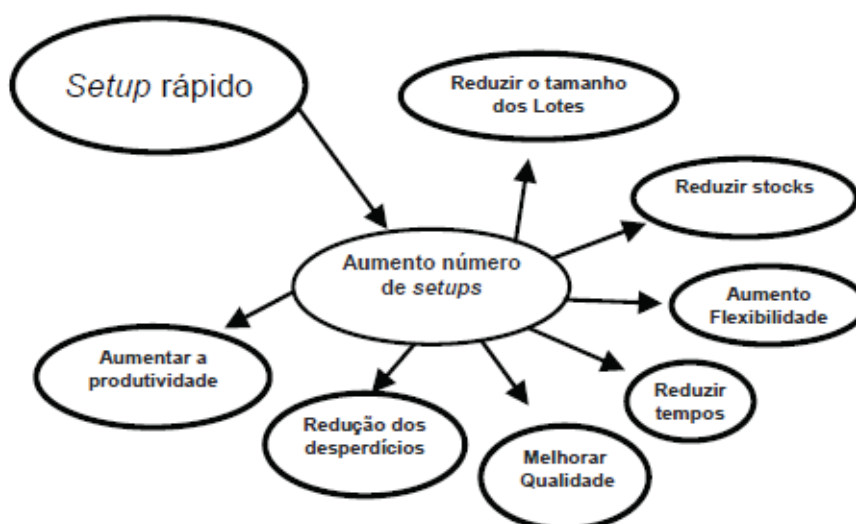 Setup rápido
Reduzir o tamanho
dos Lotes
Reduzir stocks
Aumento número
de setups
Aumento
Flexibilidade
Aumentar a
produtividade
Reduzir
tempos
Redução dos
desperdícios
Melhorar
Qualidade